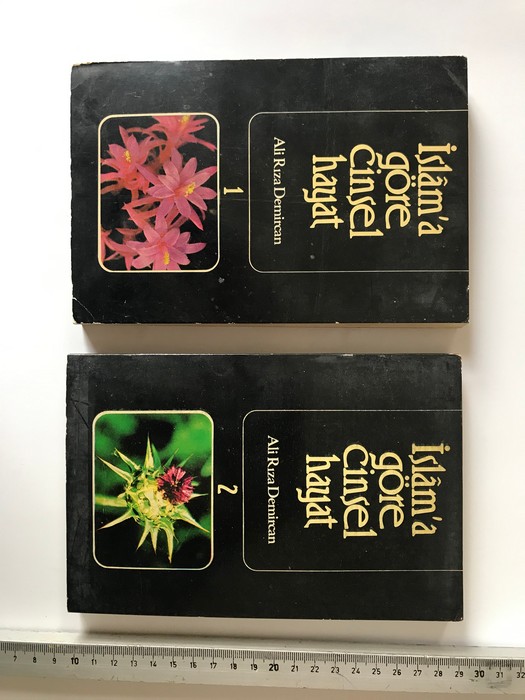 İslâm'a
göre
Cinsel
hayat
Ali Rıza Demircan
1
İslâm'a
göre
Cinsel
hayat
Ali Rıza Demircan
2
7 8 9 10 11 12 13 14 15 16 17 18 19 20 21 22 23 24 25 26 27 28 29 30 31 32